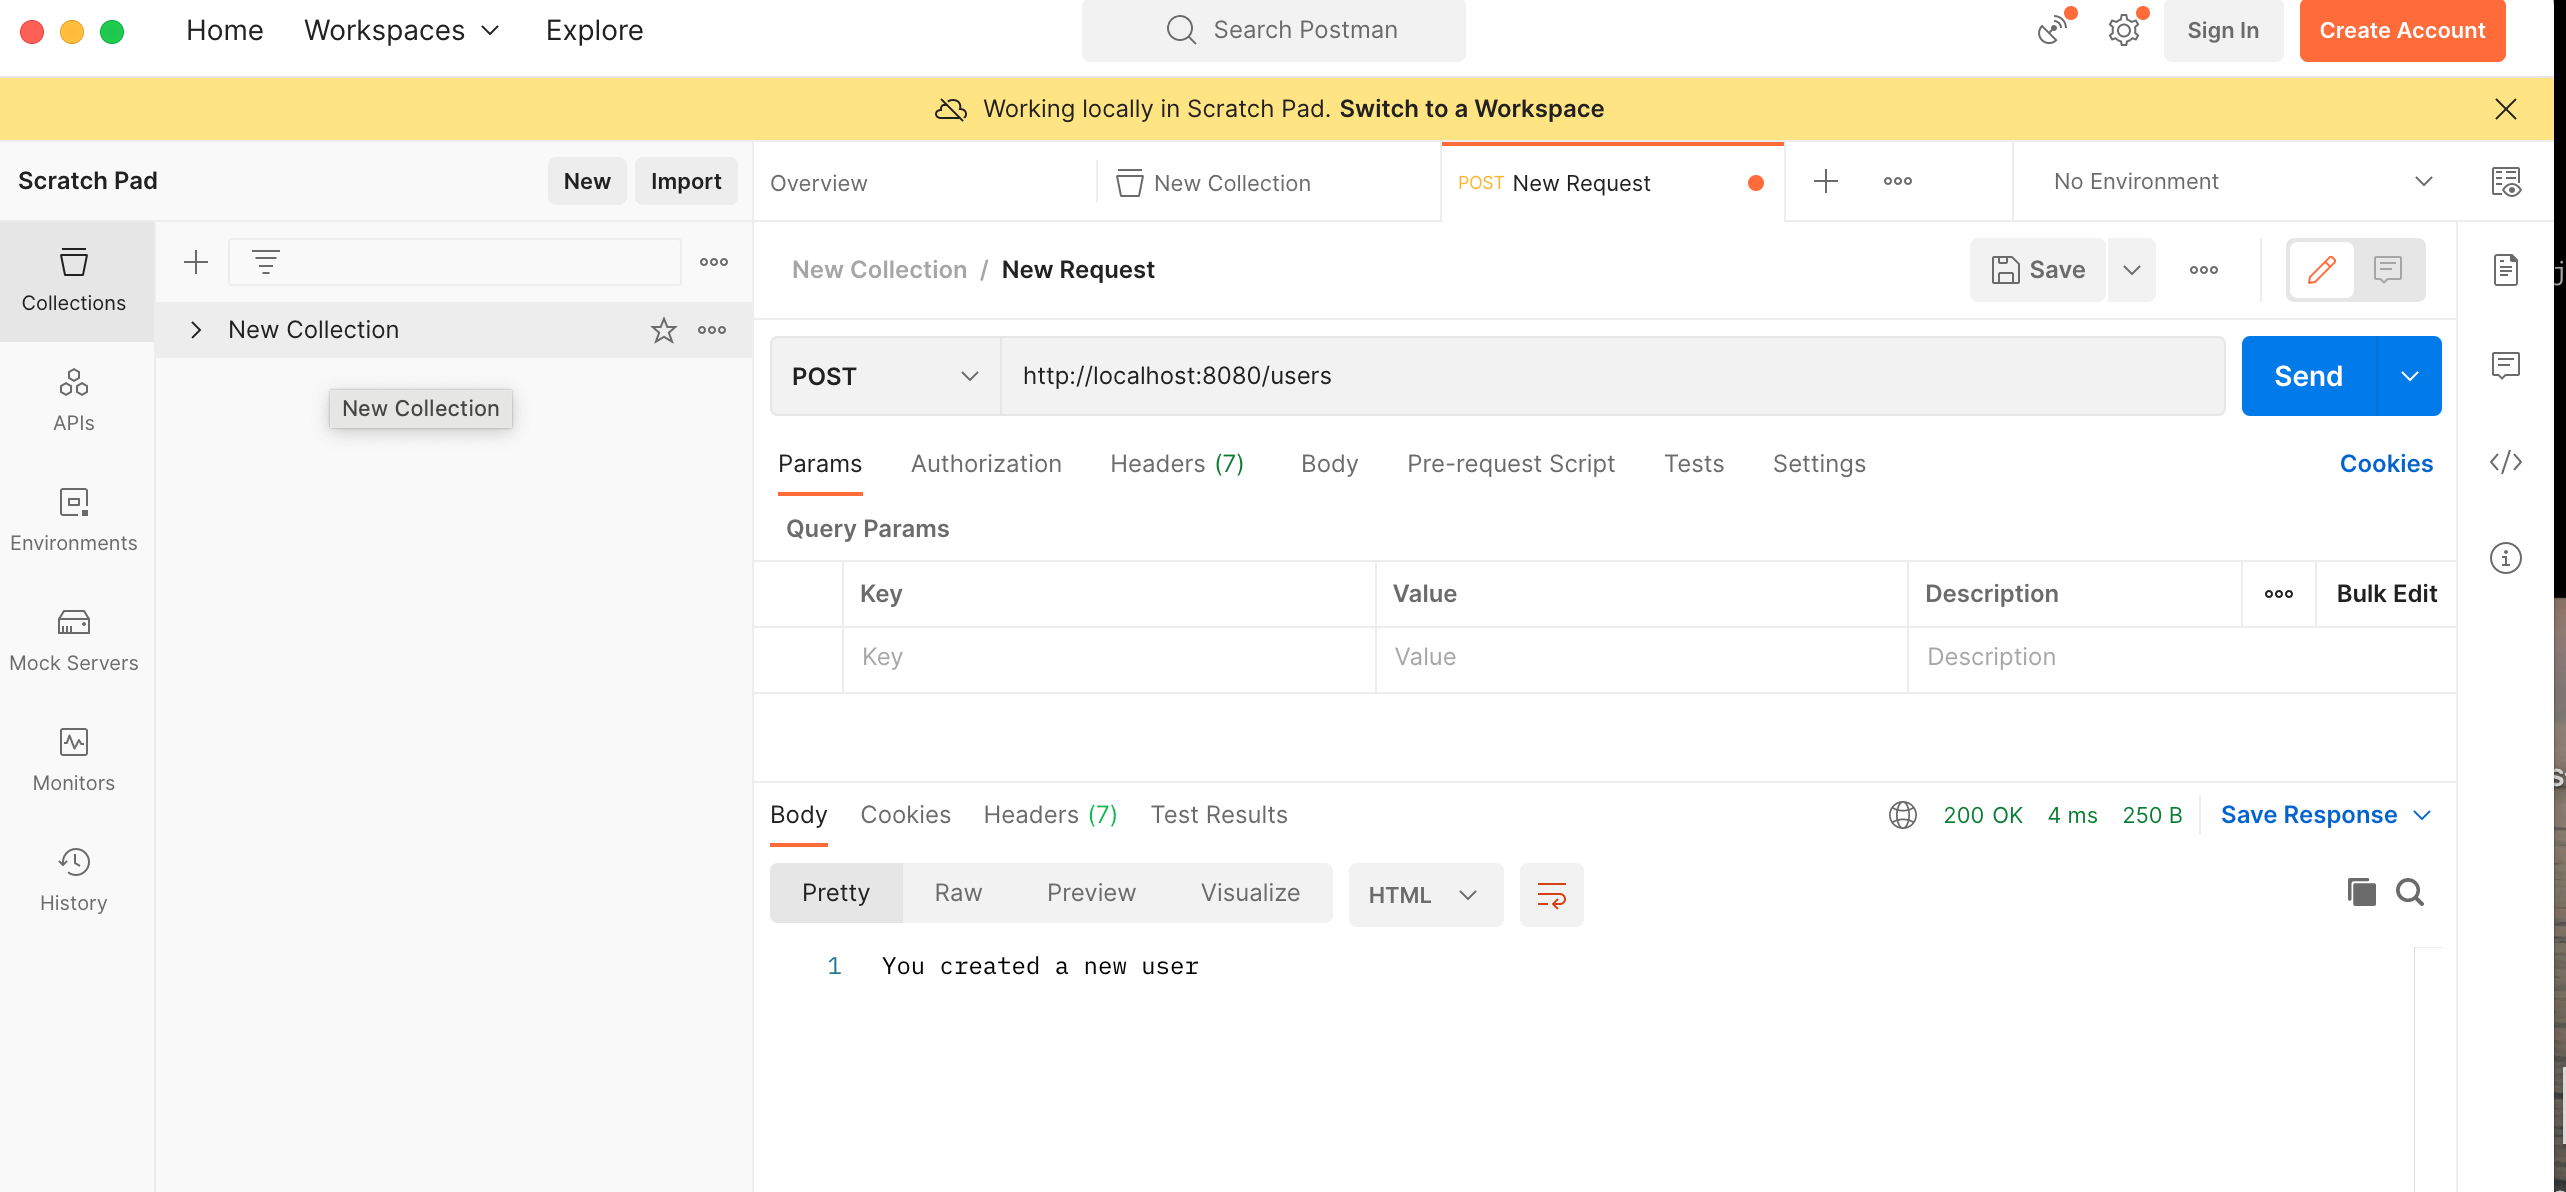 Home Workspaces Explore Search Postman Sign In Create Account
Working locally in Scratch Pad. Switch to a Workspace
Scratch Pad New Import Overview New Collection POST New Request No Environment
Collections
New Collection
New Collection
APIs
Environments
Mock Servers
Monitors
History
New Collection / New Request Save
POST http://localhost:8080/users Send
Params Authorization Headers (7) Body Pre-request Script Tests Settings Cookies
Query Params
Key Value Description Bulk Edit
Key Value Description
Body Cookies Headers (7) Test Results 200 OK 4 ms 250 B Save Response
Pretty Raw Preview Visualize HTML
1 You created a new user